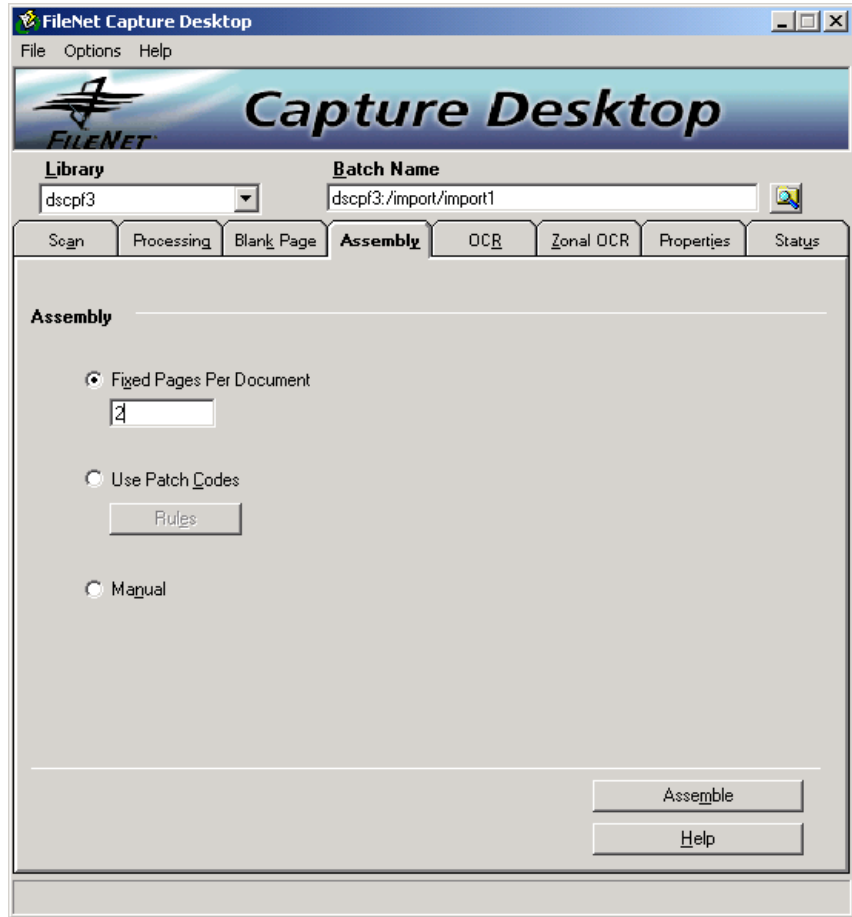 FileNet Capture Desktop
File Options Help
FILENET Capture Desktop
Library Batch Name
dscpf3 dscpf3:/import/import1
Scan Processing Blank Page Assembly OCR Zonal OCR Properties Status
Assembly
Fixed Pages Per Document
2
Use Patch Codes
Rules
Manual
Assemble
Help